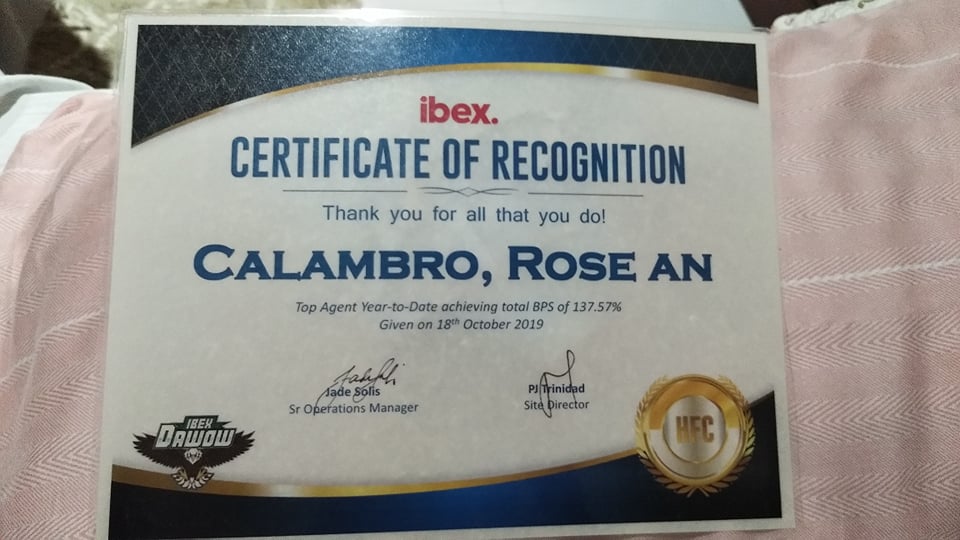 ibex.
CERTIFICATE OF RECOGNITION
Thank you for all that you do!
CALAMBRO, ROSE AN
Top Agent Year-to-Date achieving total BPS of 137.57%
Given on 18th October 2019
Jade Solis
Sr Operations Manager
PJ Trinidad
Site Director
IBEX
DAWOW
HFC